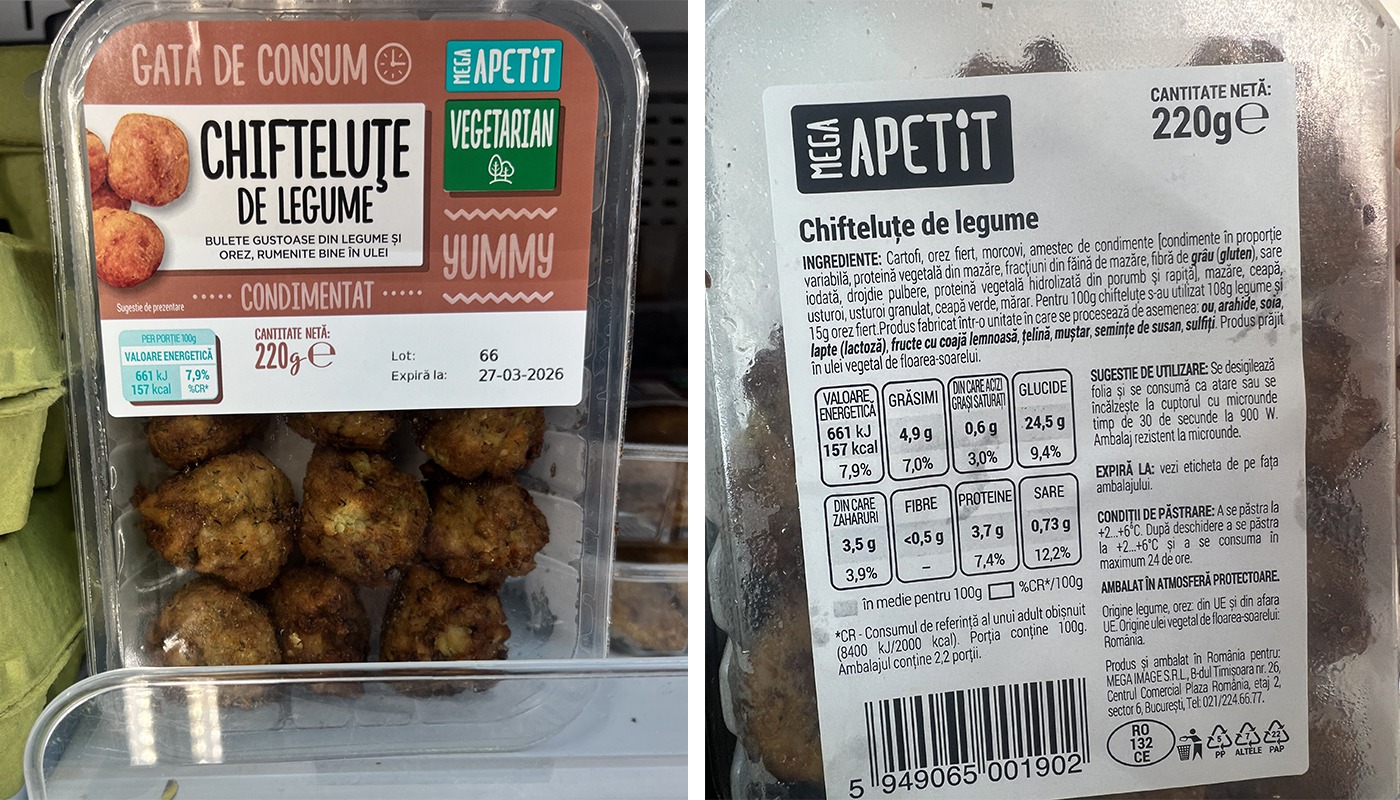 GATA DE CONSUM
MEGA APETiT
VEGETARIAN
CHIFTELUȚE
DE LEGUME
BULETE GUSTOASE DIN LEGUME ȘI
OREZ, RUMENITE BINE ÎN ULEI
YUMMY
Sugestie de prezentare
CONDIMENTAT
PER PORȚIE 100g
VALOARE ENERGETICĂ
661 kJ
157 kcal
7,9%
%CR*
CANTITATE NETĂ:
220g℮
Lot: 66
Expiră la: 27-03-2026
MEGA APETiT
CANTITATE NETĂ:
220g℮
Chifteluțe de legume
INGREDIENTE: Cartofi, orez fiert, morcovi, amestec de condimente [condimente în proporție
variabilă, proteină vegetală din mazăre, fracțiuni din făină de mazăre, fibră de grâu (gluten), sare
iodată, drojdie pulbere, proteină vegetală hidrolizată din porumb și rapiță], mazăre, ceapă,
usturoi, usturoi granulat, ceapă verde, mărar. Pentru 100g chifteluțe s-au utilizat 108g legume și
15g orez fiert.Produs fabricat într-o unitate în care se procesează de asemenea: ou, arahide, soia,
lapte (lactoză), fructe cu coajă lemnoasă, țelină, muștar, semințe de susan, sulfiți. Produs prăjit
în ulei vegetal de floarea-soarelui.
VALOARE
ENERGETICĂ
661 kJ
157 kcal
7,9%
GRĂSIMI
4,9 g
7,0%
DIN CARE ACIZI
GRAȘI SATURAȚI
0,6 g
3,0%
GLUCIDE
24,5 g
9,4%
DIN CARE
ZAHARURI
3,5 g
3,9%
FIBRE
<0,5 g
–
PROTEINE
3,7 g
7,4%
SARE
0,73 g
12,2%
în medie pentru 100g %CR*/100g
*CR - Consumul de referință al unui adult obișnuit
(8400 kJ/2000 kcal). Porția conține 100g.
Ambalajul conține 2,2 porții.
5 949065 001902
SUGESTIE DE UTILIZARE: Se desigilează
folia și se consumă ca atare sau se
încălzește la cuptorul cu microunde
timp de 30 de secunde la 900 W.
Ambalaj rezistent la microunde.
EXPIRĂ LA: vezi eticheta de pe fața
ambalajului.
CONDIȚII DE PĂSTRARE: A se păstra la
+2...+6°C. După deschidere a se păstra
la +2...+6°C și a se consuma în
maximum 24 de ore.
AMBALAT ÎN ATMOSFERĂ PROTECTOARE.
Origine legume, orez: din UE și din afara
UE. Origine ulei vegetal de floarea-soarelui:
România.
Produs și ambalat în România pentru:
MEGA IMAGE S.R.L., B-dul Timișoara nr. 26,
Centrul Comercial Plaza România, etaj 2,
sector 6, București, Tel: 021/224.66.77.
RO
132
CE
5
PP
7
ALTELE
22
PAP